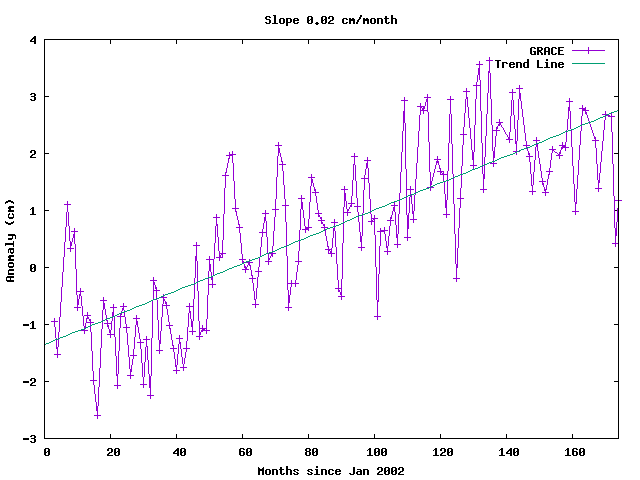 Slope 0.02 cm/month
GRACE
Trend Line
4
3
2
1
0
-1
-2
-3
Anomaly (cm)
0 20 40 60 80 100 120 140 160
Months since Jan 2002